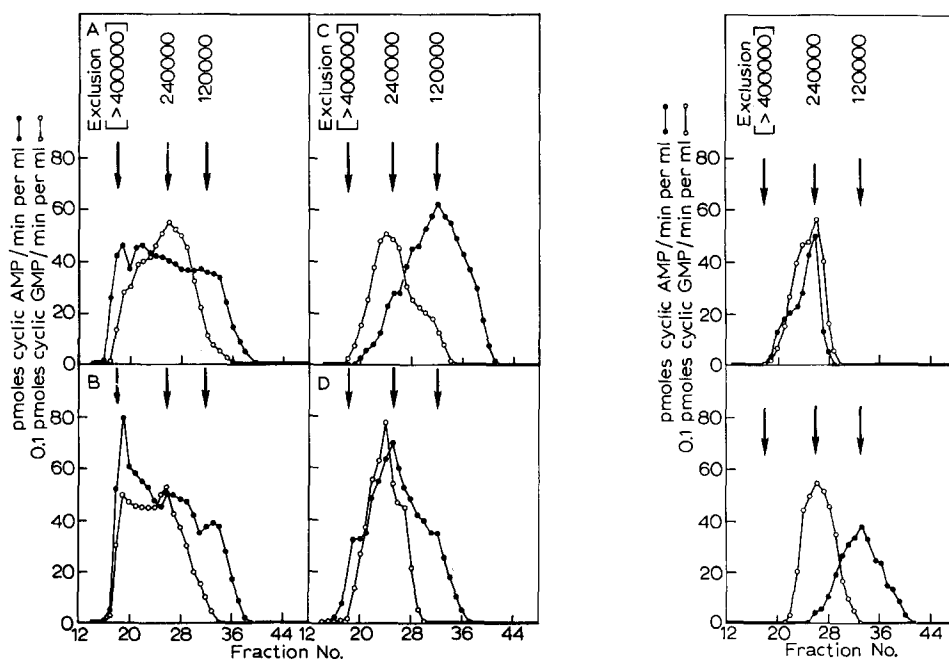 pmoles cyclic AMP/min per ml
0.1 pmoles cyclic GMP/min per ml
A
Exclusion
[>400000]
240000
120000
C
Exclusion
[>400000]
240000
120000
80
60
40
20
0
B
D
80
60
40
20
0
12 20 28 36 44 12 20 28 36 44
Fraction No.
pmoles cyclic AMP/min per ml
0.1 pmoles cyclic GMP/min per ml
Exclusion
[>400000]
240000
120000
80
60
40
20
0
80
60
40
20
0
12 20 28 36 44
Fraction No.